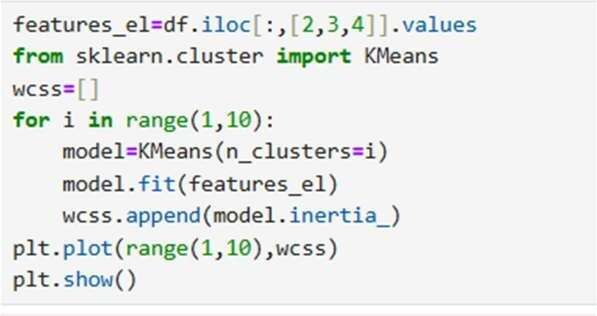 features_el=df.iloc[:,[2,3,4]].values
from sklearn.cluster import KMeans
wcss=[]
for i in range(1,10):
    model=KMeans(n_clusters=i)
    model.fit(features_el)
    wcss.append(model.inertia_)
plt.plot(range(1,10),wcss)
plt.show()